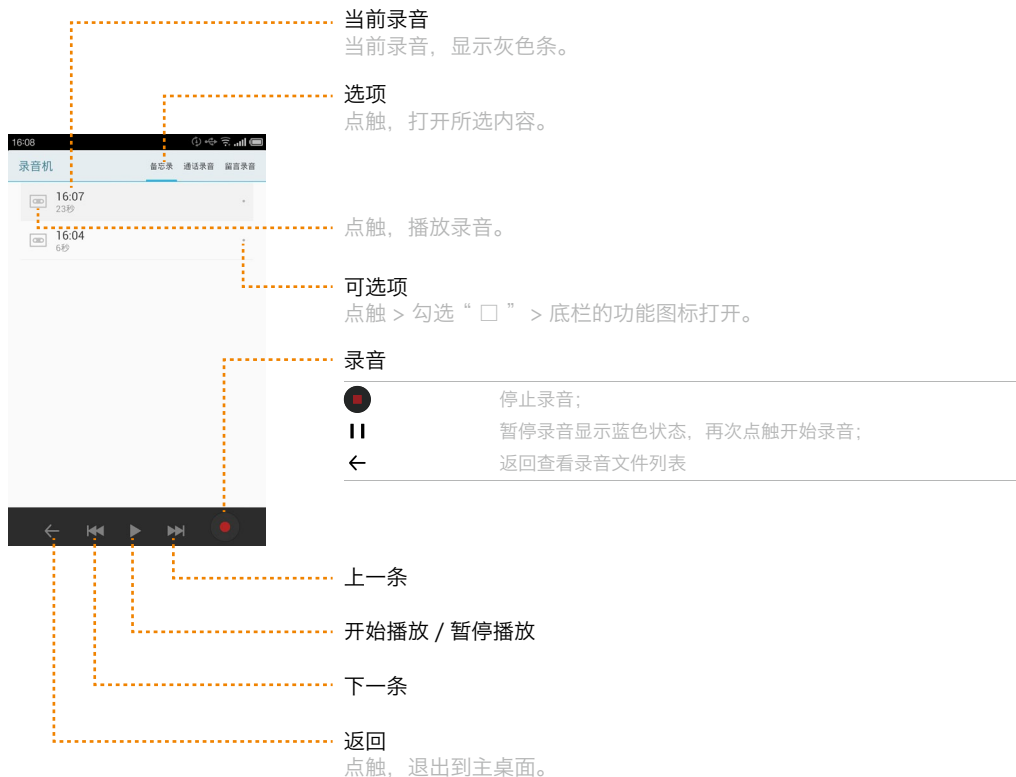 当前录音
当前录音，显示灰色条。
选项
点触，打开所选内容。
16:08
录音机
备忘录 通话录音 留言录音
16:07
23秒
16:04
6秒
点触，播放录音。
可选项
点触 > 勾选“ □ ” > 底栏的功能图标打开。
录音
停止录音；
暂停录音显示蓝色状态，再次点触开始录音；
返回查看录音文件列表
上一条
开始播放 / 暂停播放
下一条
返回
点触，退出到主桌面。